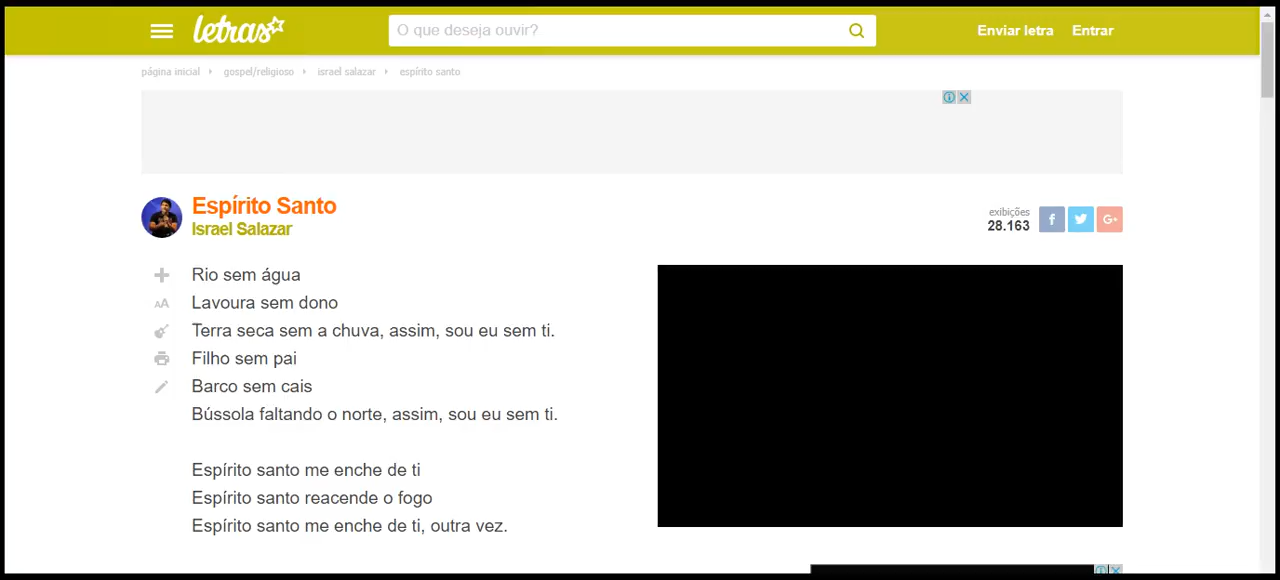 letras
O que deseja ouvir?
Enviar letra
Entrar
página inicial
gospel/religioso
israel salazar
espírito santo
Espírito Santo
Israel Salazar
exibições
28.163
f
G+
Rio sem água
AA
Lavoura sem dono
Terra seca sem a chuva, assim, sou eu sem ti.
Filho sem pai
Barco sem cais
Bússola faltando o norte, assim, sou eu sem ti.
Espírito santo me enche de ti
Espírito santo reacende o fogo
Espírito santo me enche de ti, outra vez.